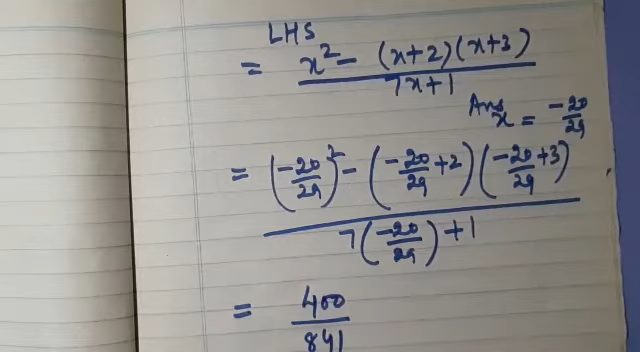 LHS
= x² - (x+2)(x+3) / 7x+1
Ans x = -20/29
= (-20/29)² - (-20/29 +2)(-20/29 +3) / 7(-20/29) +1
= 400/841